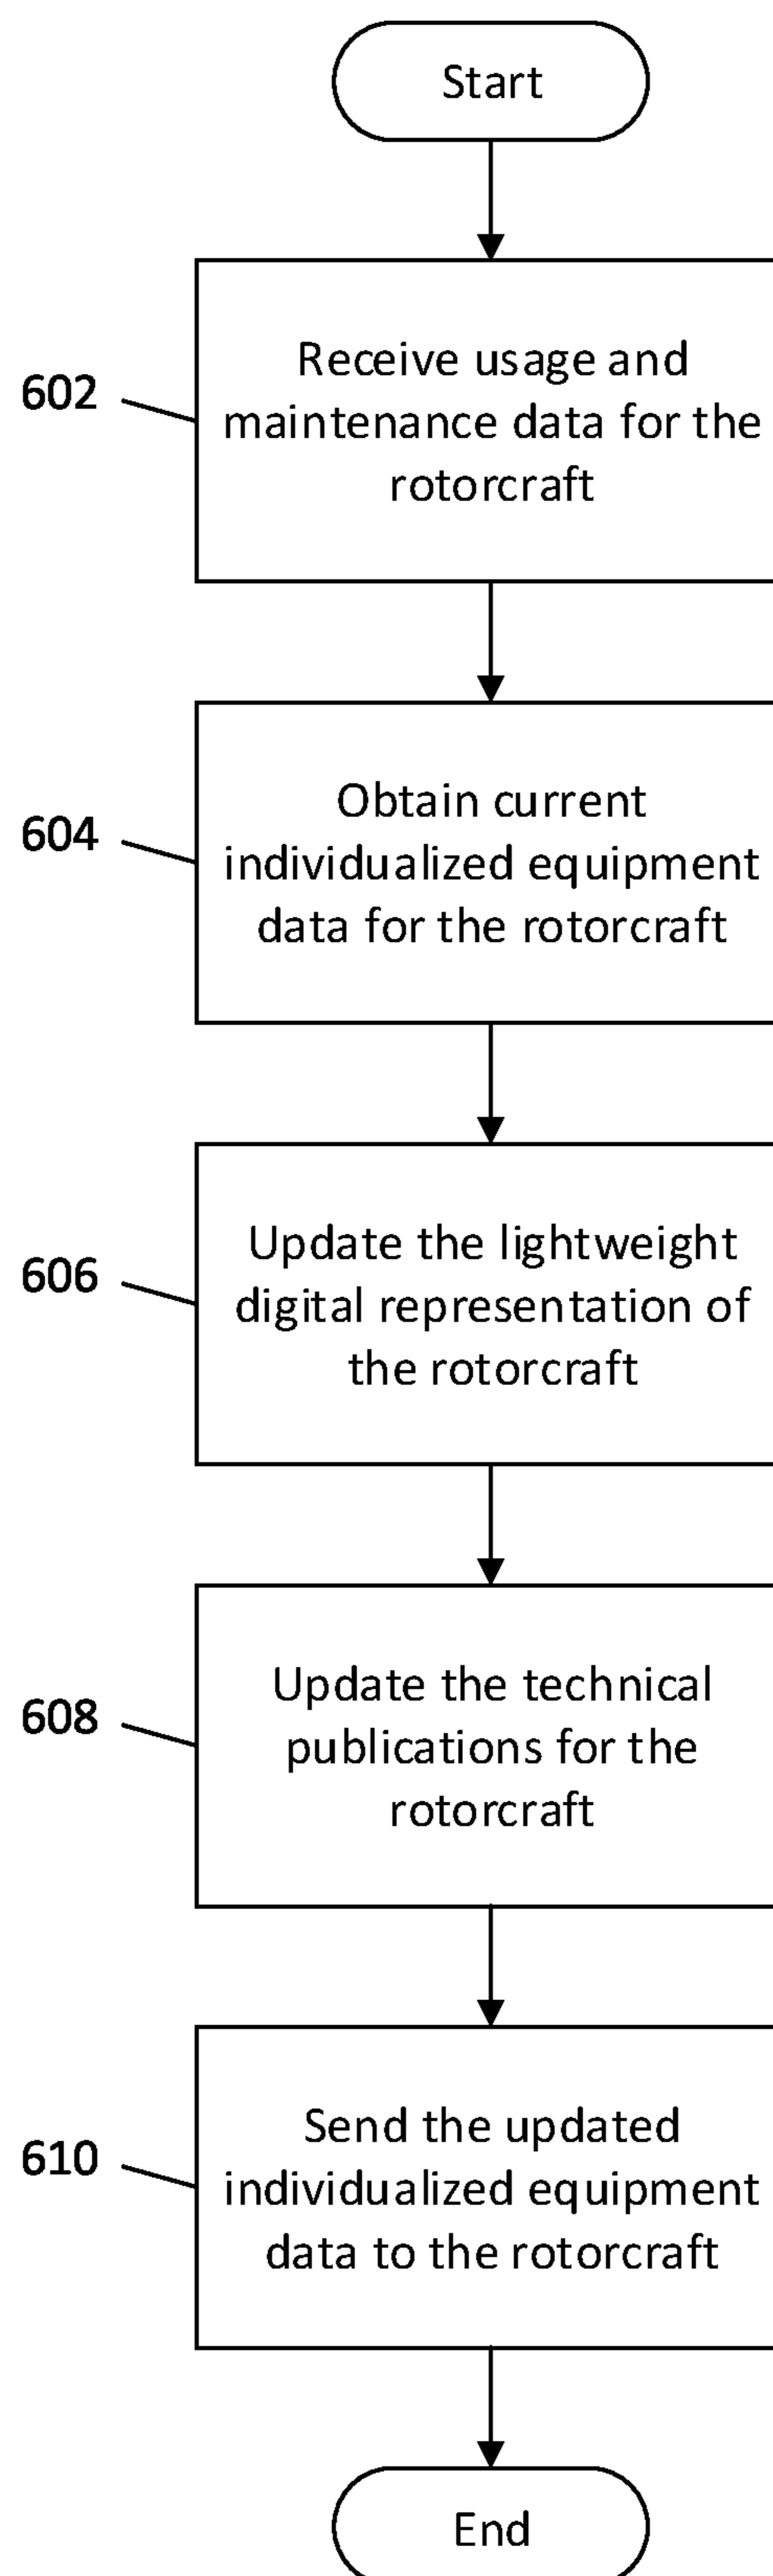 Start
602
Receive usage and
maintenance data for the
rotorcraft
604
Obtain current
individualized equipment
data for the rotorcraft
606
Update the lightweight
digital representation of
the rotorcraft
608
Update the technical
publications for the
rotorcraft
610
Send the updated
individualized equipment
data to the rotorcraft
End